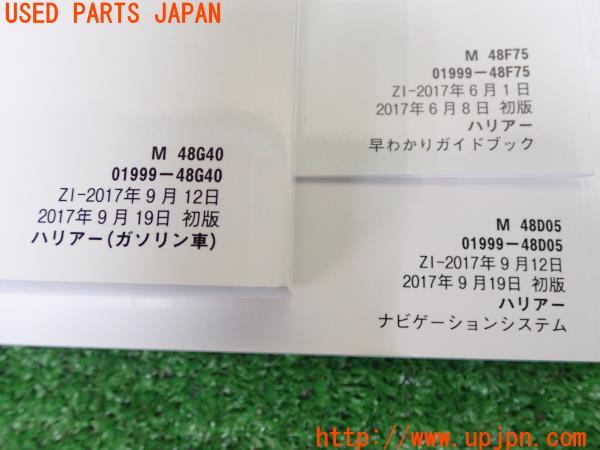 USED PARTS JAPAN
M 48G40
01999-48G40
ZI-2017年9月12日
2017年9月19日 初版
ハリアー(ガソリン車)
M 48F75
01999-48F75
ZI-2017年6月1日
2017年6月8日 初版
ハリアー
早わかりガイドブック
M 48D05
01999-48D05
ZI-2017年9月12日
2017年9月19日 初版
ハリアー
ナビゲーションシステム
http://www.upjpn.com/